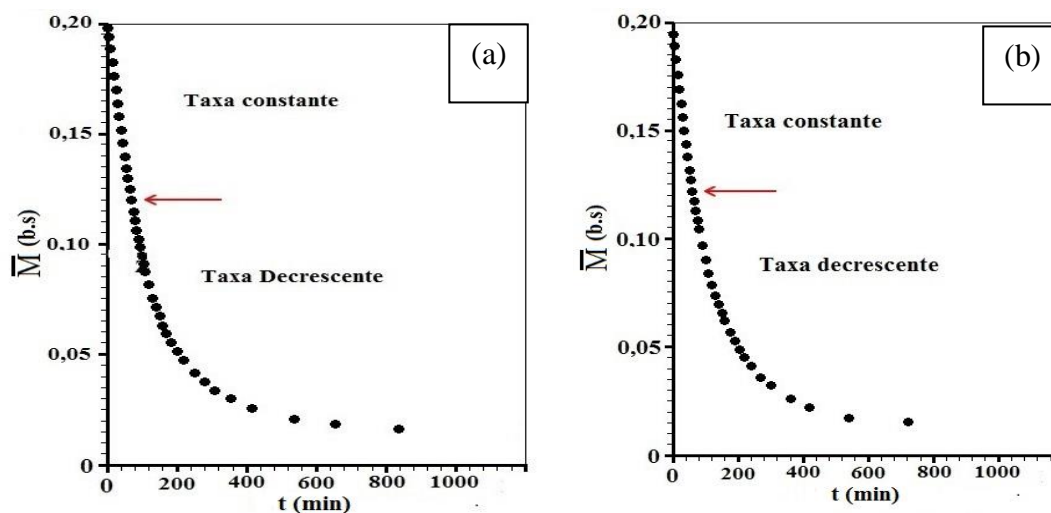 (a)
0,20
0,15
0,10
0,05
0
M̅ (b.s)
Taxa constante
Taxa Decrescente
0 200 400 600 800 1000
t (min)
(b)
0,20
0,15
0,10
0,05
0
M̅ (b.s)
Taxa constante
Taxa decrescente
0 200 400 600 800 1000
t (min)